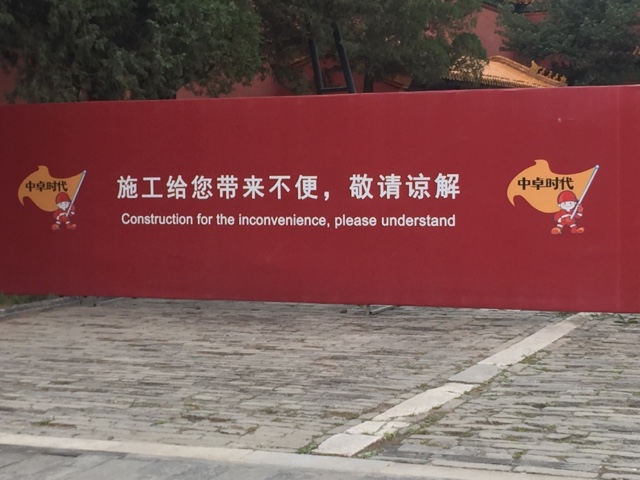 中卓时代
施工给您带来不便，敬请谅解
Construction for the inconvenience, please understand
中卓时代